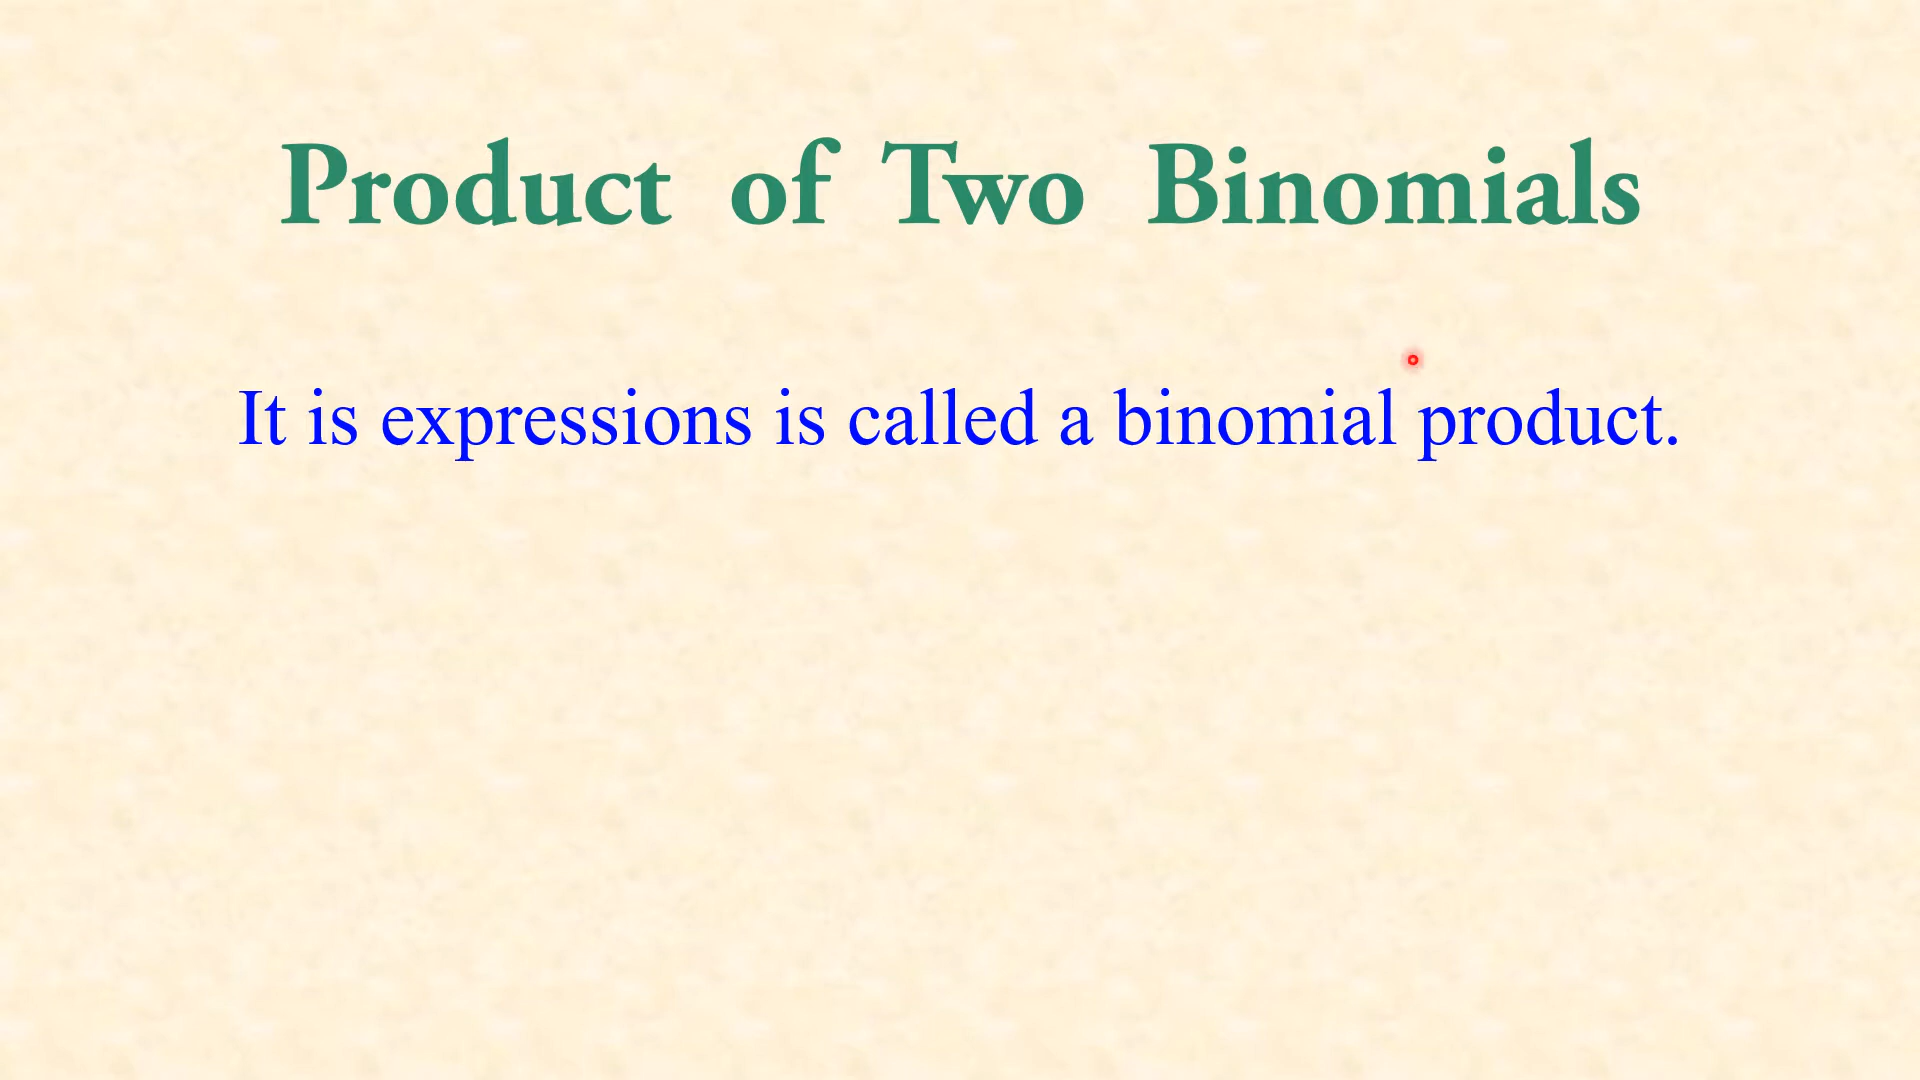 Product of Two Binomials
It is expressions is called a binomial product.